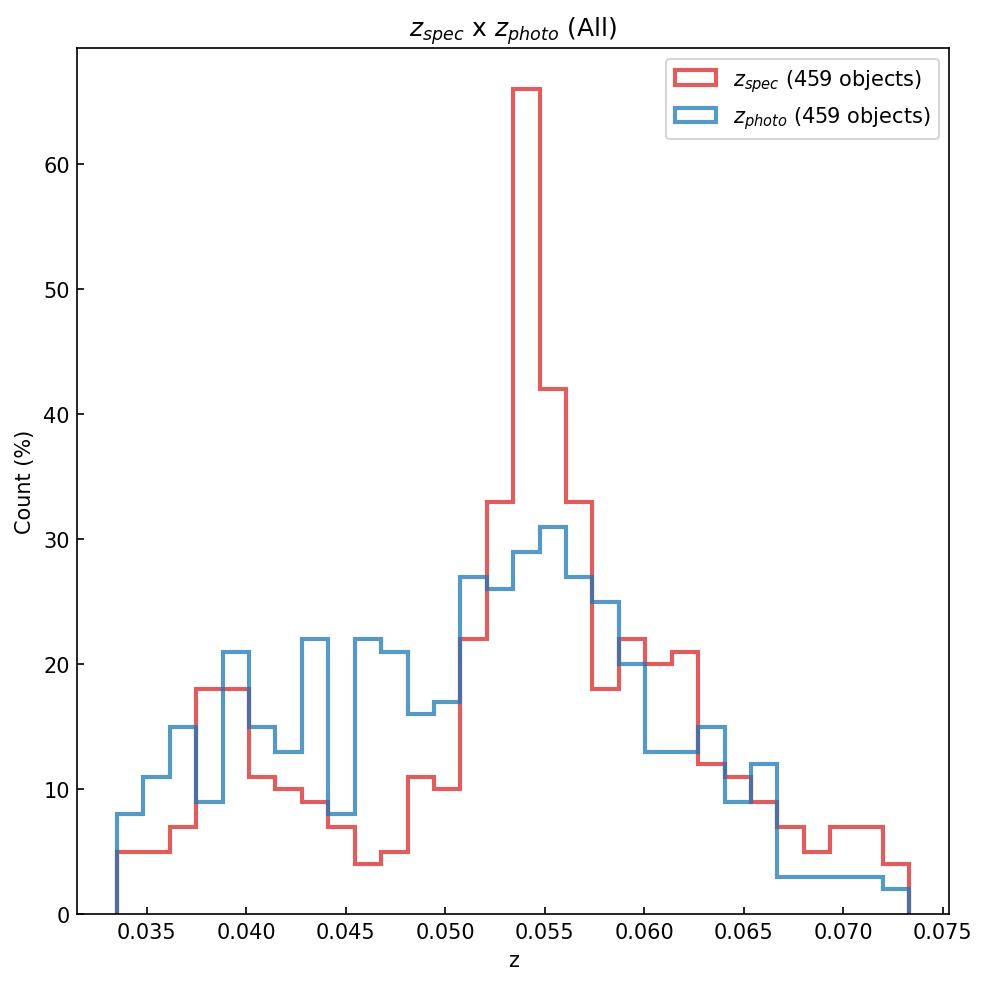 z_spec x z_photo (All)
z_spec (459 objects)
z_photo (459 objects)
Count (%)
60
50
40
30
20
10
0
0.035 0.040 0.045 0.050 0.055 0.060 0.065 0.070 0.075
z